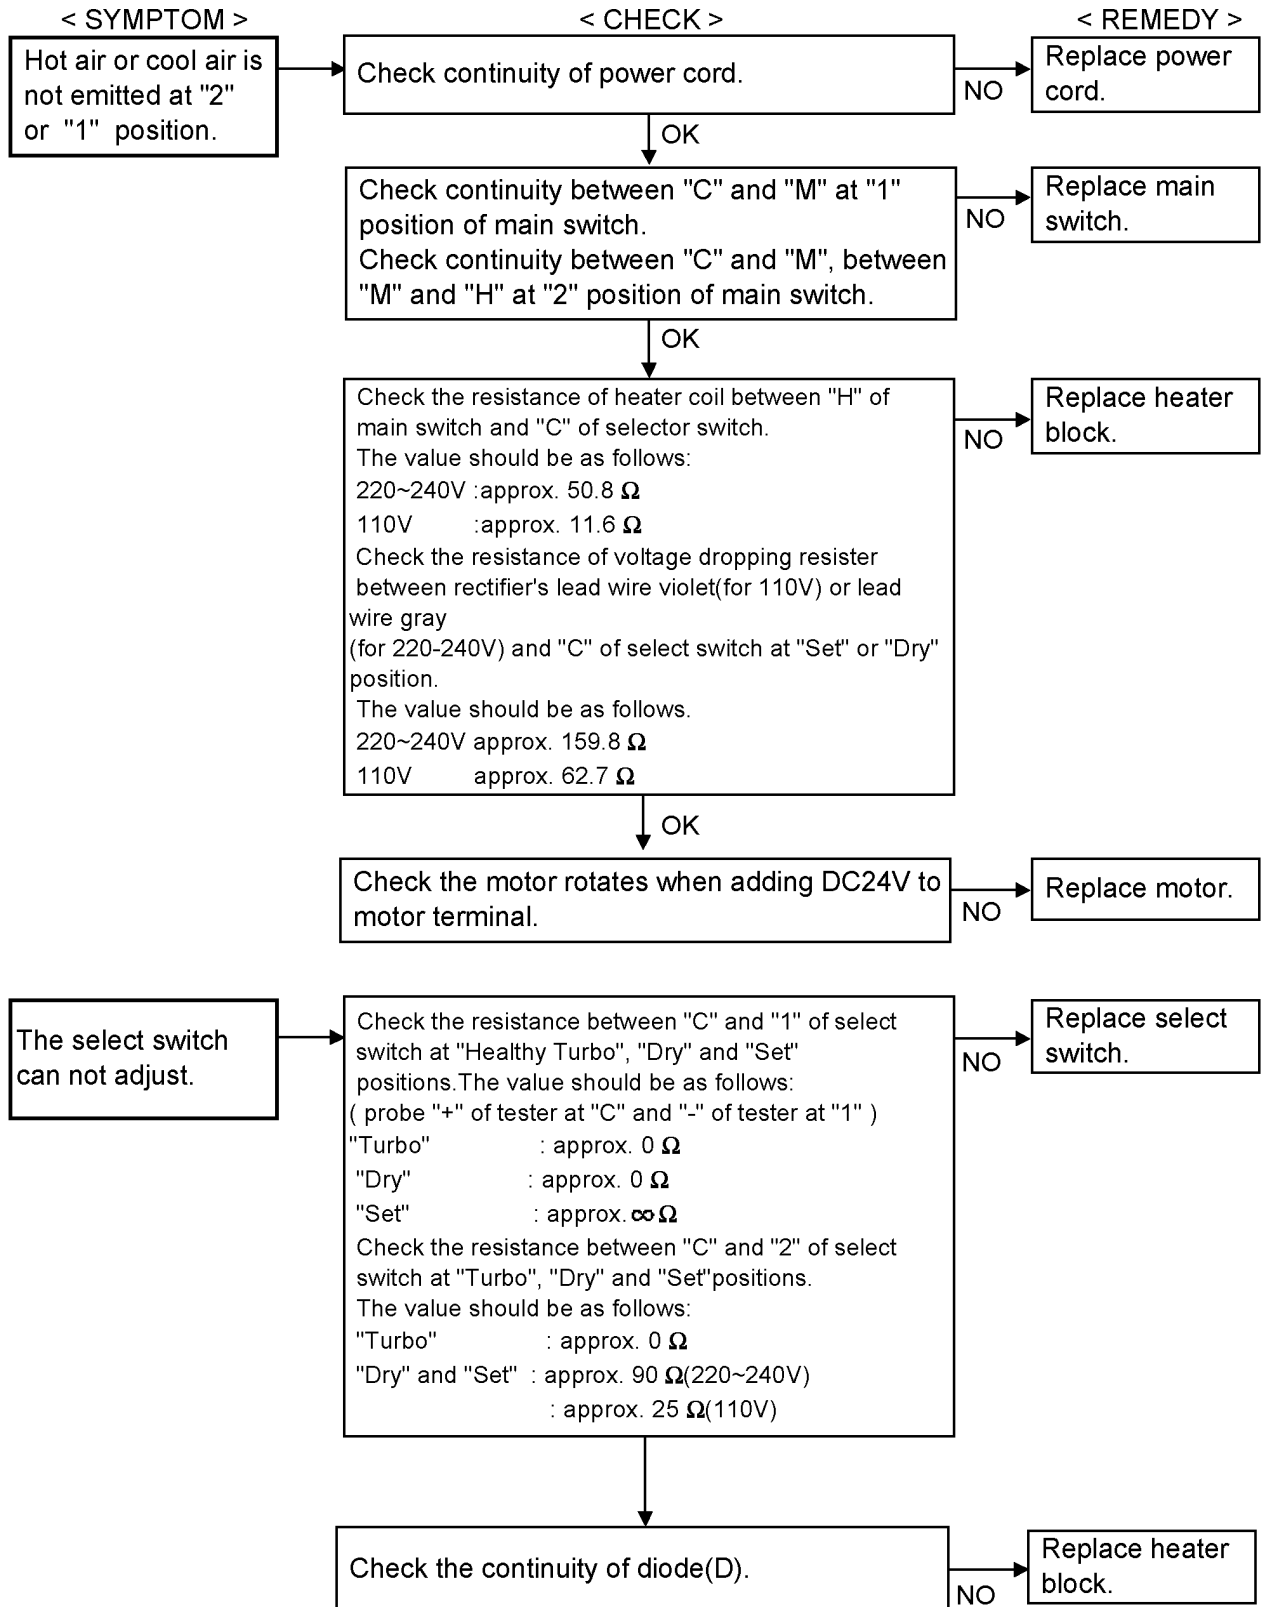 < SYMPTOM >
< CHECK >
< REMEDY >
Hot air or cool air is
not emitted at "2"
or "1" position.
Check continuity of power cord.
NO
Replace power
cord.
OK
Check continuity between "C" and "M" at "1"
position of main switch.
Check continuity between "C" and "M", between
"M" and "H" at "2" position of main switch.
NO
Replace main
switch.
OK
Check the resistance of heater coil between "H" of
main switch and "C" of selector switch.
The value should be as follows:
220~240V :approx. 50.8 Ω
110V :approx. 11.6 Ω
Check the resistance of voltage dropping resister
between rectifier's lead wire violet(for 110V) or lead
wire gray
(for 220-240V) and "C" of select switch at "Set" or "Dry"
position.
The value should be as follows.
220~240V approx. 159.8 Ω
110V approx. 62.7 Ω
NO
Replace heater
block.
OK
Check the motor rotates when adding DC24V to
motor terminal.
NO
Replace motor.
The select switch
can not adjust.
Check the resistance between "C" and "1" of select
switch at "Healthy Turbo", "Dry" and "Set"
positions.The value should be as follows:
( probe "+" of tester at "C" and "-" of tester at "1" )
"Turbo" : approx. 0 Ω
"Dry" : approx. 0 Ω
"Set" : approx. ∞ Ω
Check the resistance between "C" and "2" of select
switch at "Turbo", "Dry" and "Set"positions.
The value should be as follows:
"Turbo" : approx. 0 Ω
"Dry" and "Set" : approx. 90 Ω(220~240V)
: approx. 25 Ω(110V)
NO
Replace select
switch.
Check the continuity of diode(D).
NO
Replace heater
block.